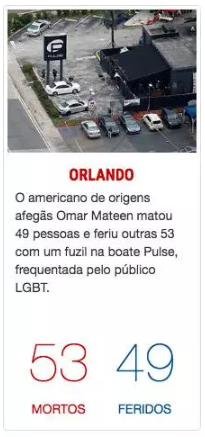 PULSE
ORLANDO
O americano de origens
afegãs Omar Mateen matou
49 pessoas e feriu outras 53
com um fuzil na boate Pulse,
frequentada pelo público
LGBT.
53 49
MORTOS FERIDOS